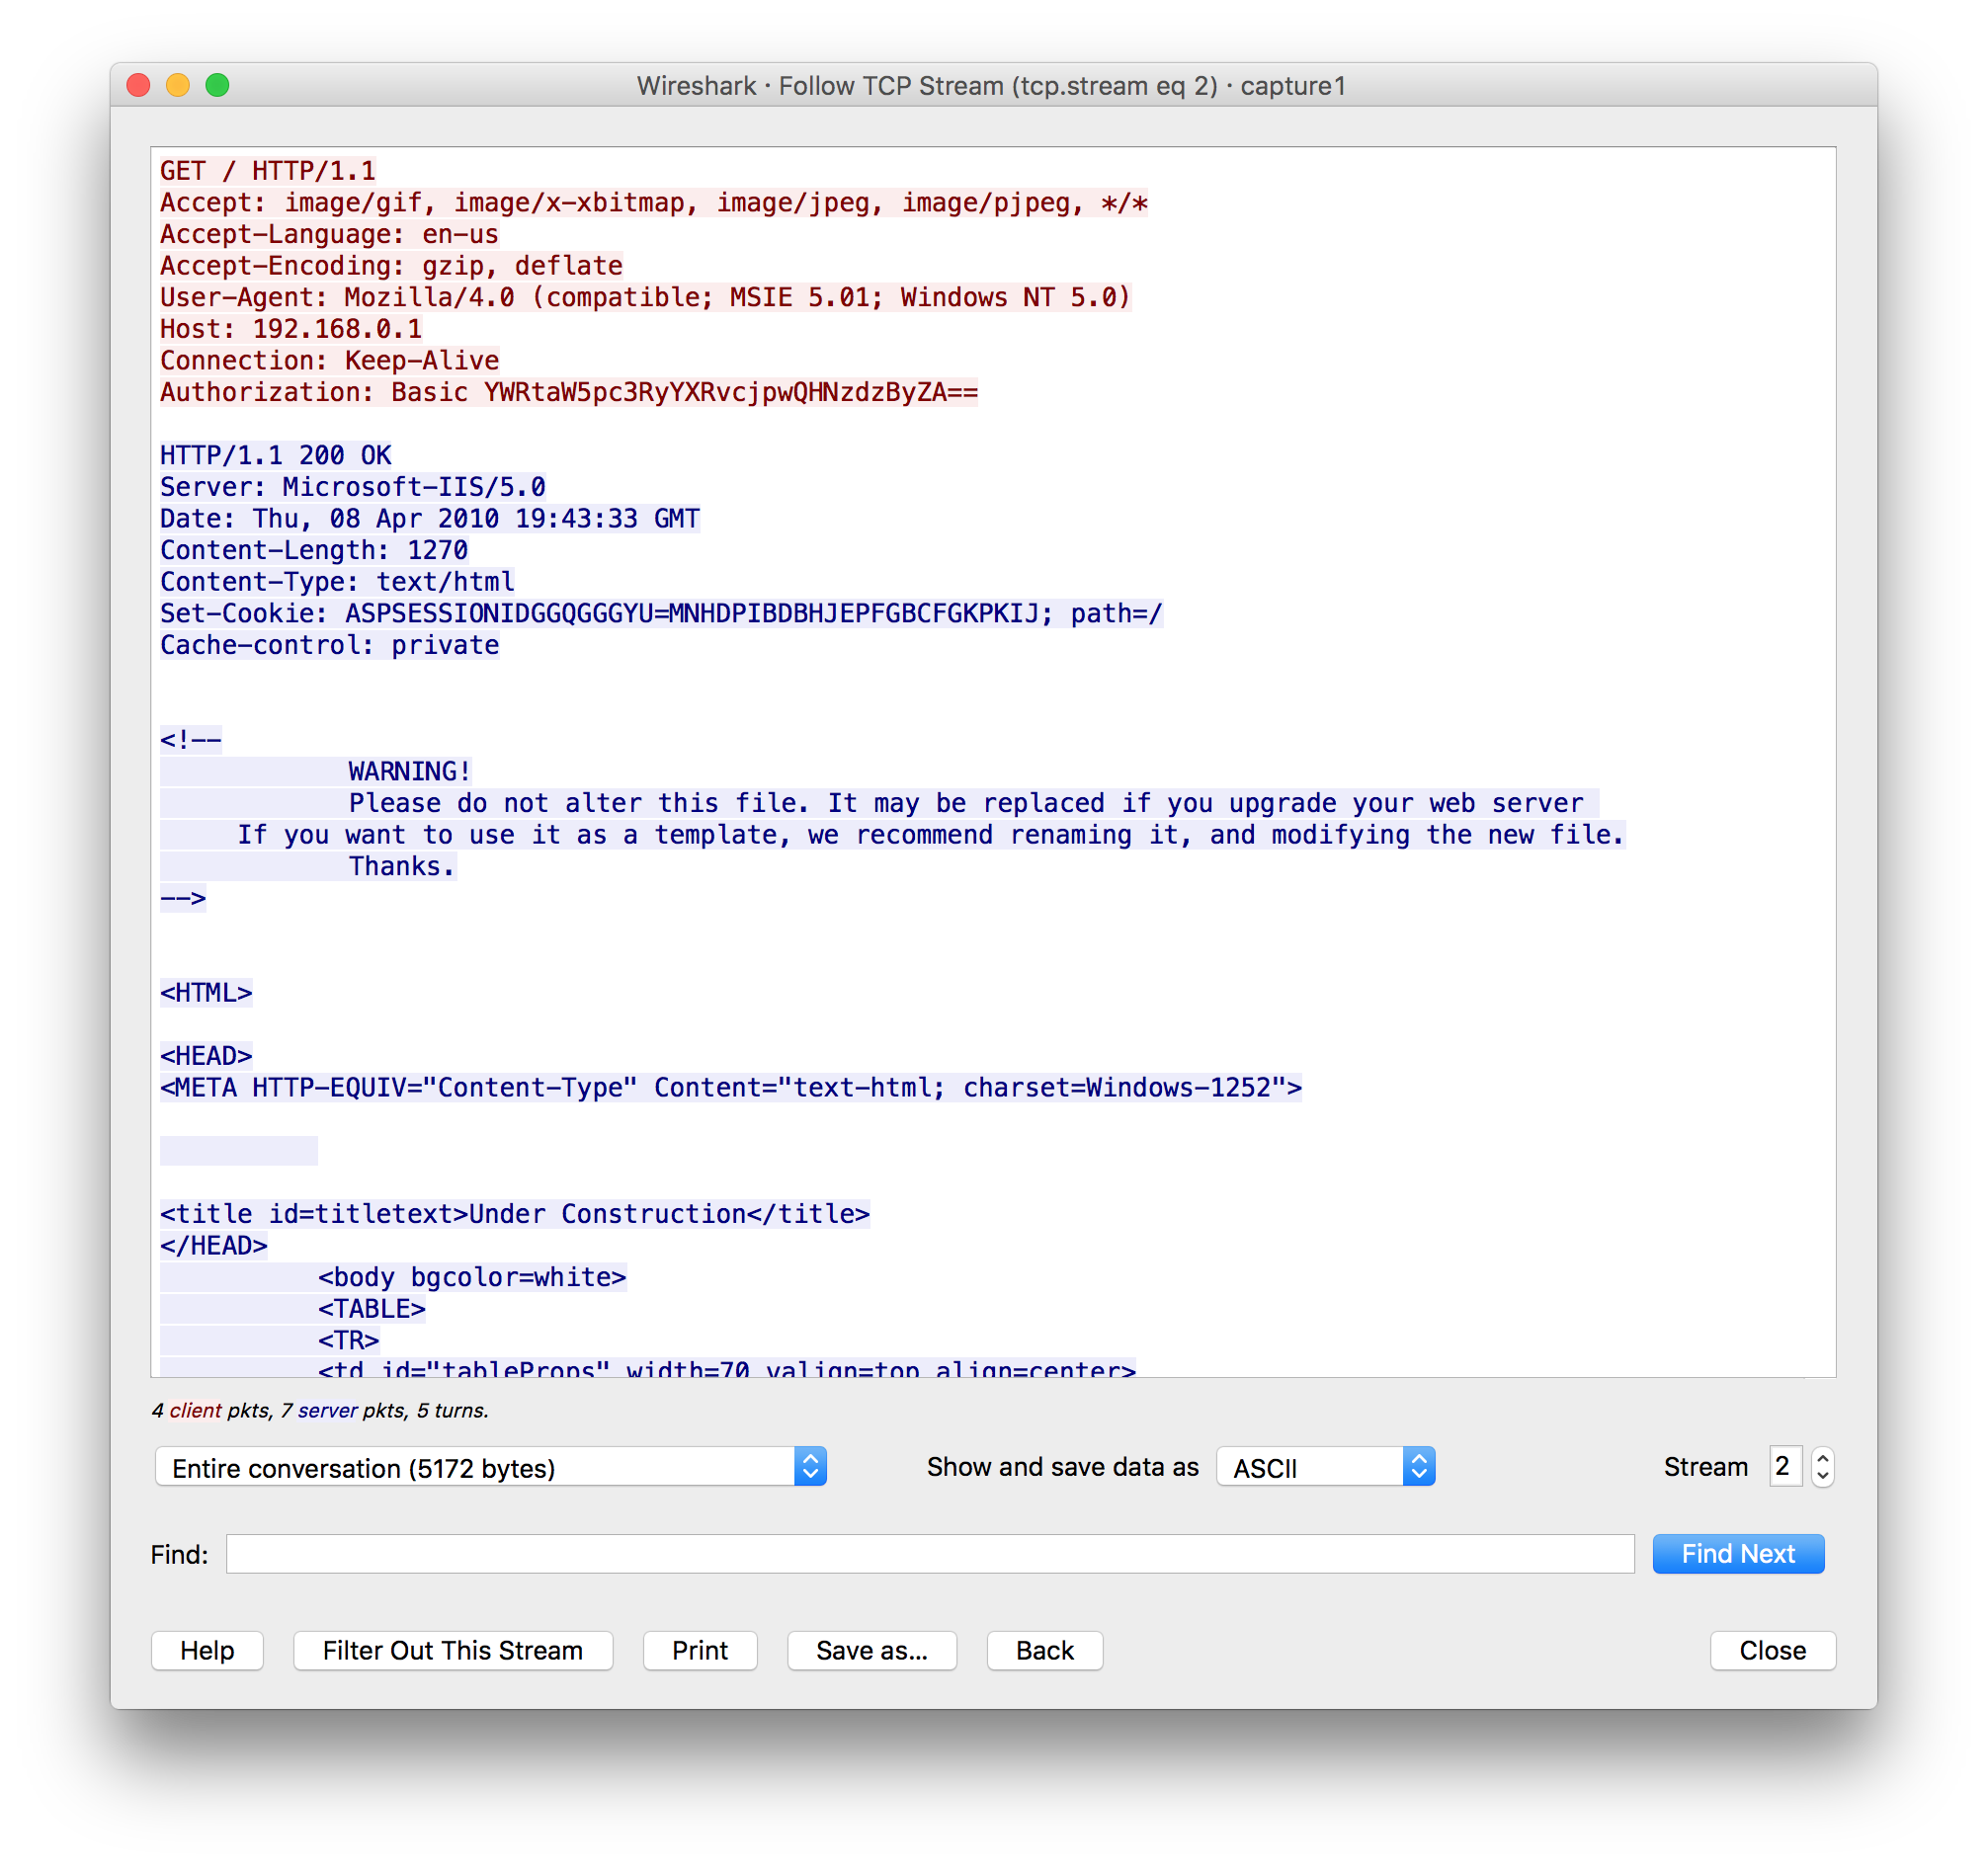 Wireshark · Follow TCP Stream (tcp.stream eq 2) · capture1
GET / HTTP/1.1
Accept: image/gif, image/x-xbitmap, image/jpeg, image/pjpeg, */*
Accept-Language: en-us
Accept-Encoding: gzip, deflate
User-Agent: Mozilla/4.0 (compatible; MSIE 5.01; Windows NT 5.0)
Host: 192.168.0.1
Connection: Keep-Alive
Authorization: Basic YWRtaW5pc3RyYXRvcjpwQHNzdzByZA==
HTTP/1.1 200 OK
Server: Microsoft-IIS/5.0
Date: Thu, 08 Apr 2010 19:43:33 GMT
Content-Length: 1270
Content-Type: text/html
Set-Cookie: ASPSESSIONIDGGQGGGYU=MNHDPIBDBHJEPFGBCFGKPKIJ; path=/
Cache-control: private
<!--
WARNING!
Please do not alter this file. It may be replaced if you upgrade your web server
If you want to use it as a template, we recommend renaming it, and modifying the new file.
Thanks.
-->
<HTML>
<HEAD>
<META HTTP-EQUIV="Content-Type" Content="text-html; charset=Windows-1252">
<title id=titletext>Under Construction</title>
</HEAD>
<body bgcolor=white>
<TABLE>
<TR>
<td id="tableProps" width=70 valign=top align=center>
4 client pkts, 7 server pkts, 5 turns.
Entire conversation (5172 bytes) Show and save data as ASCII Stream 2
Find: Find Next
Help Filter Out This Stream Print Save as... Back Close